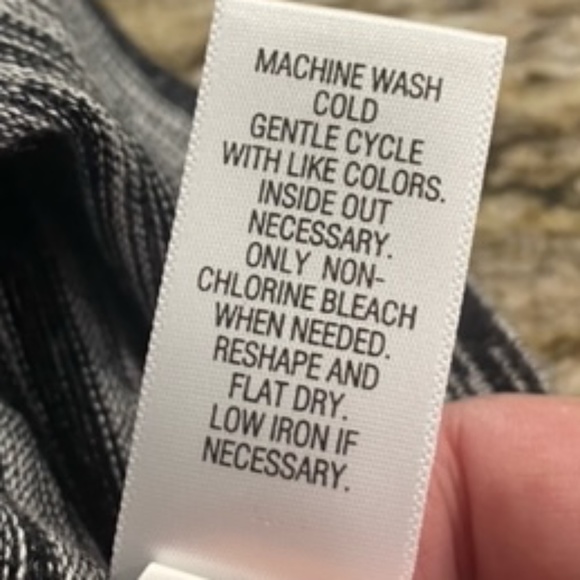 MACHINE WASH
COLD
GENTLE CYCLE
WITH LIKE COLORS.
INSIDE OUT
NECESSARY.
ONLY NON-
CHLORINE BLEACH
WHEN NEEDED.
RESHAPE AND
FLAT DRY.
LOW IRON IF
NECESSARY.